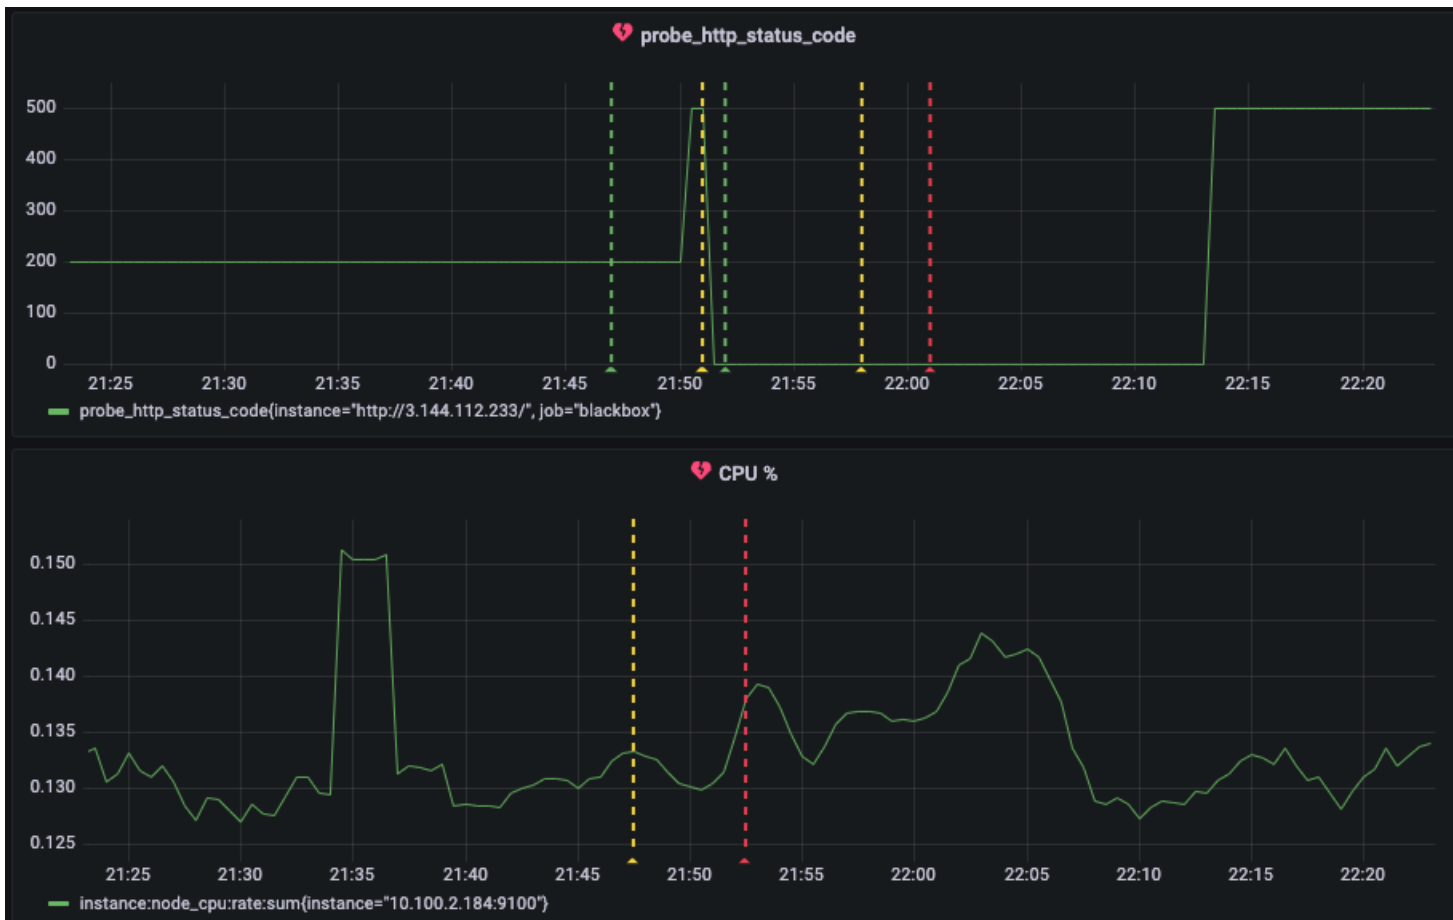 probe_http_status_code
500
400
300
200
100
0
21:25 21:30 21:35 21:40 21:45 21:50 21:55 22:00 22:05 22:10 22:15 22:20
probe_http_status_code{instance="http://3.144.112.233/", job="blackbox"}
CPU %
0.150
0.145
0.140
0.135
0.130
0.125
21:25 21:30 21:35 21:40 21:45 21:50 21:55 22:00 22:05 22:10 22:15 22:20
instance:node_cpu:rate:sum{instance="10.100.2.184:9100"}